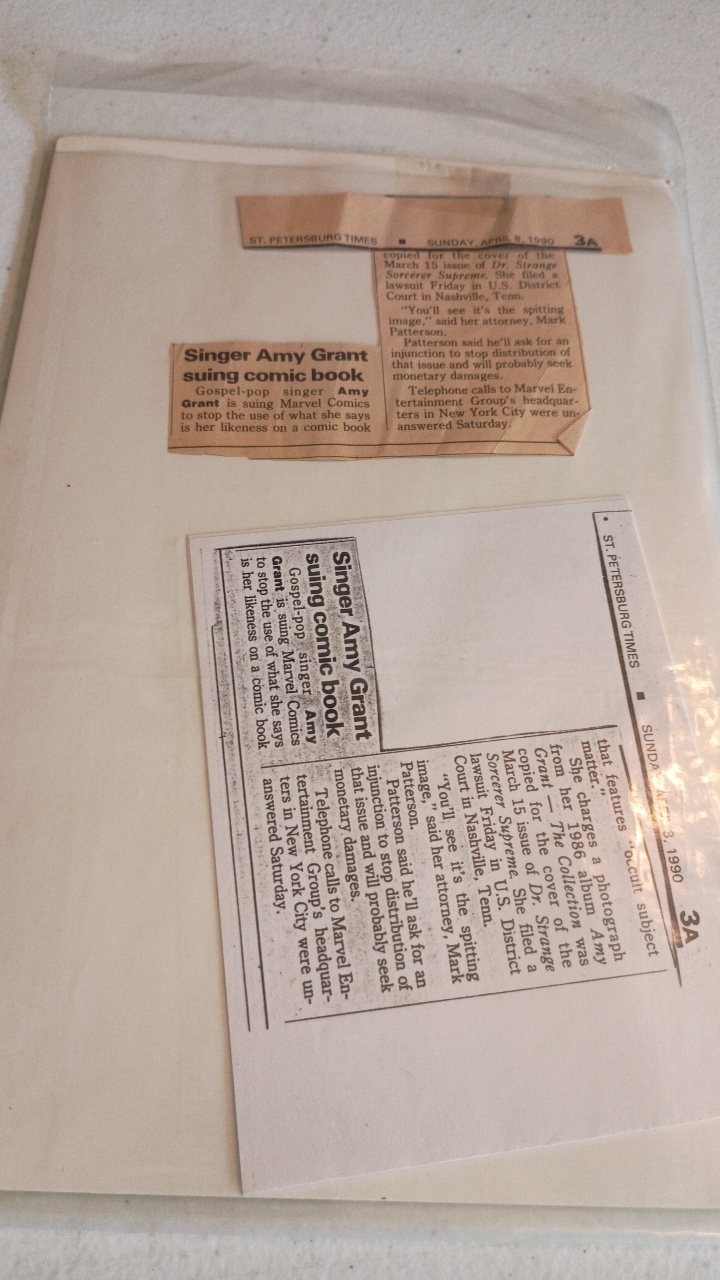 ST. PETERSBURG TIMES ■ SUNDAY, APRIL 8, 1990 3A
Singer Amy Grant
suing comic book
Gospel-pop singer Amy
Grant is suing Marvel Comics
to stop the use of what she says
is her likeness on a comic book
copied for the cover of the
March 15 issue of Dr. Strange
Sorcerer Supreme. She filed a
lawsuit Friday in U.S. District
Court in Nashville, Tenn.
"You'll see it's the spitting
image," said her attorney, Mark
Patterson.
Patterson said he'll ask for an
injunction to stop distribution of
that issue and will probably seek
monetary damages.
Telephone calls to Marvel En-
tertainment Group's headquar-
ters in New York City were un-
answered Saturday.
ST. PETERSBURG TIMES ■ SUNDAY 8, 1990 3A
Singer Amy Grant
suing comic book
Gospel-pop singer Amy
Grant is suing Marvel Comics
to stop the use of what she says
is her likeness on a comic book
that features "occult subject
matter."
She charges a photograph
from her 1986 album Amy
Grant — The Collection was
copied for the cover of the
March 15 issue of Dr. Strange
Sorcerer Supreme. She filed a
lawsuit Friday in U.S. District
Court in Nashville, Tenn.
"You'll see it's the spitting
image," said her attorney, Mark
Patterson.
Patterson said he'll ask for an
injunction to stop distribution of
that issue and will probably seek
monetary damages.
Telephone calls to Marvel En-
tertainment Group's headquar-
ters in New York City were un-
answered Saturday.